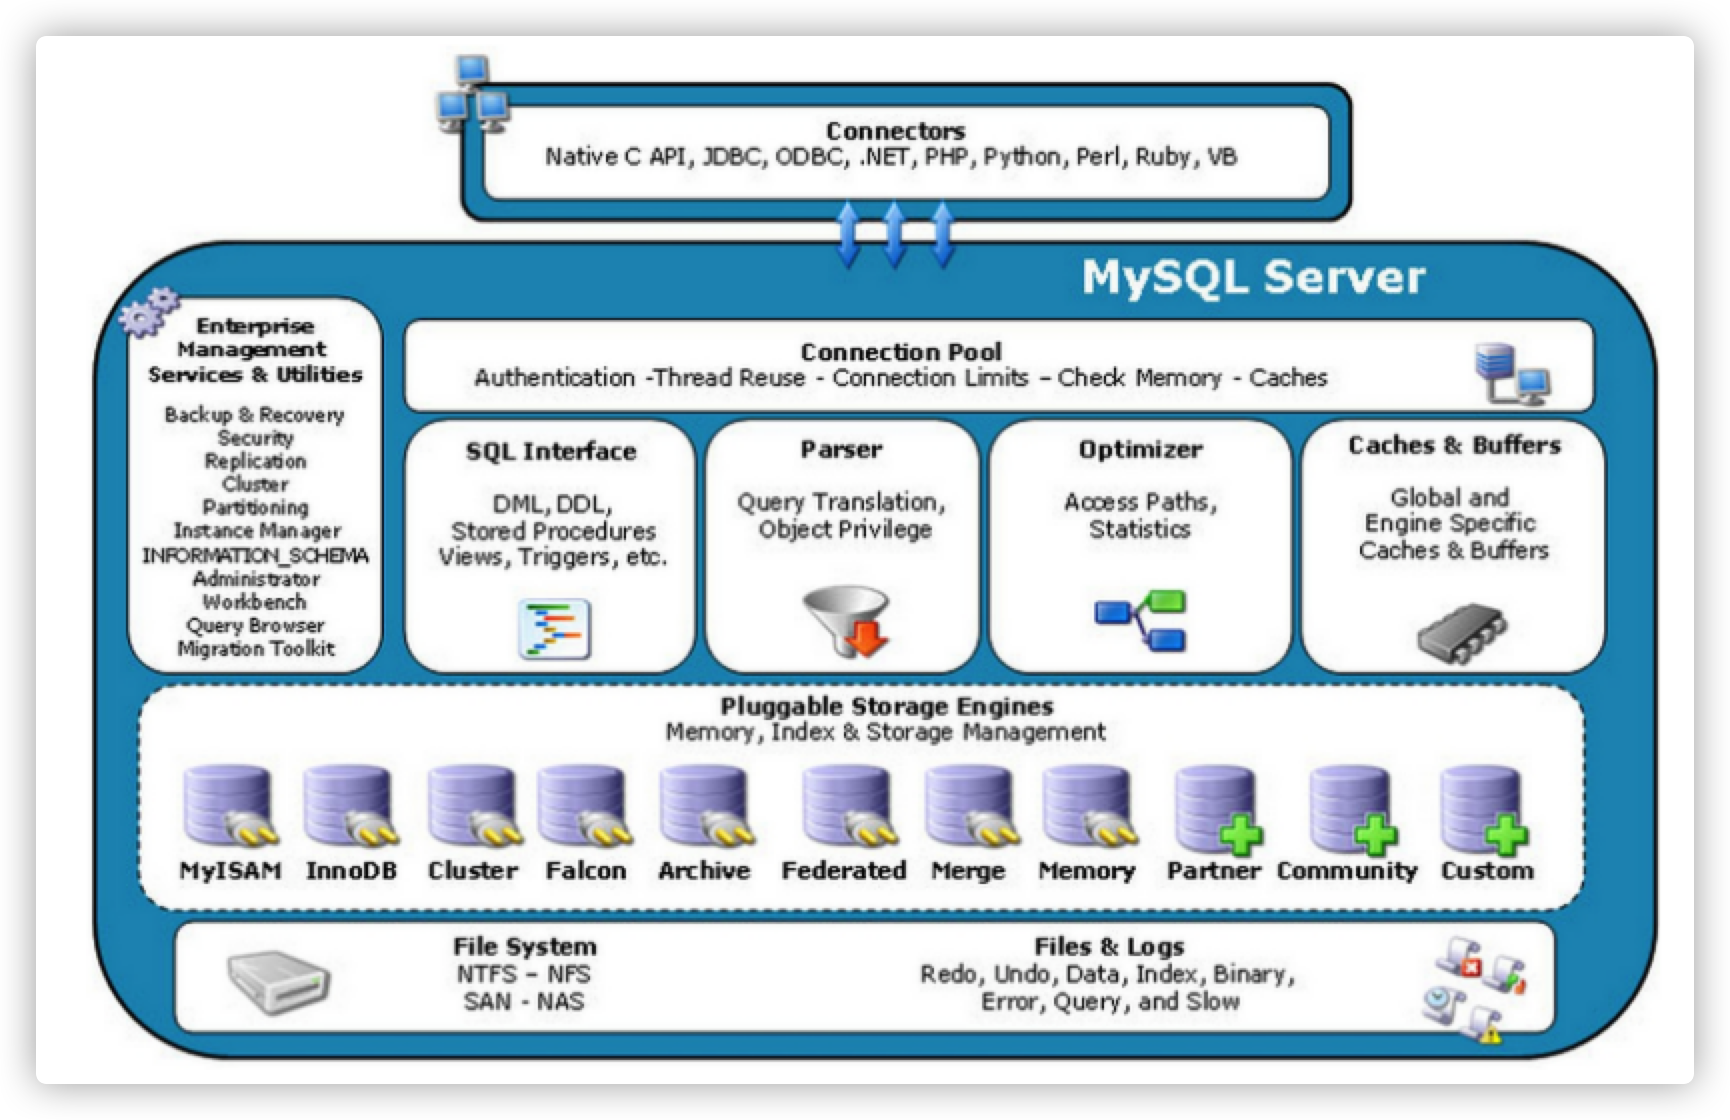 Connectors
Native C API, JDBC, ODBC, .NET, PHP, Python, Perl, Ruby, VB
MySQL Server
Enterprise
Management
Services & Utilities
Backup & Recovery
Security
Replication
Cluster
Partitioning
Instance Manager
INFORMATION_SCHEMA
Administrator
Workbench
Query Browser
Migration Toolkit
Connection Pool
Authentication -Thread Reuse - Connection Limits – Check Memory - Caches
SQL Interface
DML, DDL,
Stored Procedures
Views, Triggers, etc.
Parser
Query Translation,
Object Privilege
Optimizer
Access Paths,
Statistics
Caches & Buffers
Global and
Engine Specific
Caches & Buffers
Pluggable Storage Engines
Memory, Index & Storage Management
MyISAM
InnoDB
Cluster
Falcon
Archive
Federated
Merge
Memory
Partner
Community
Custom
File System
NTFS – NFS
SAN - NAS
Files & Logs
Redo, Undo, Data, Index, Binary,
Error, Query, and Slow